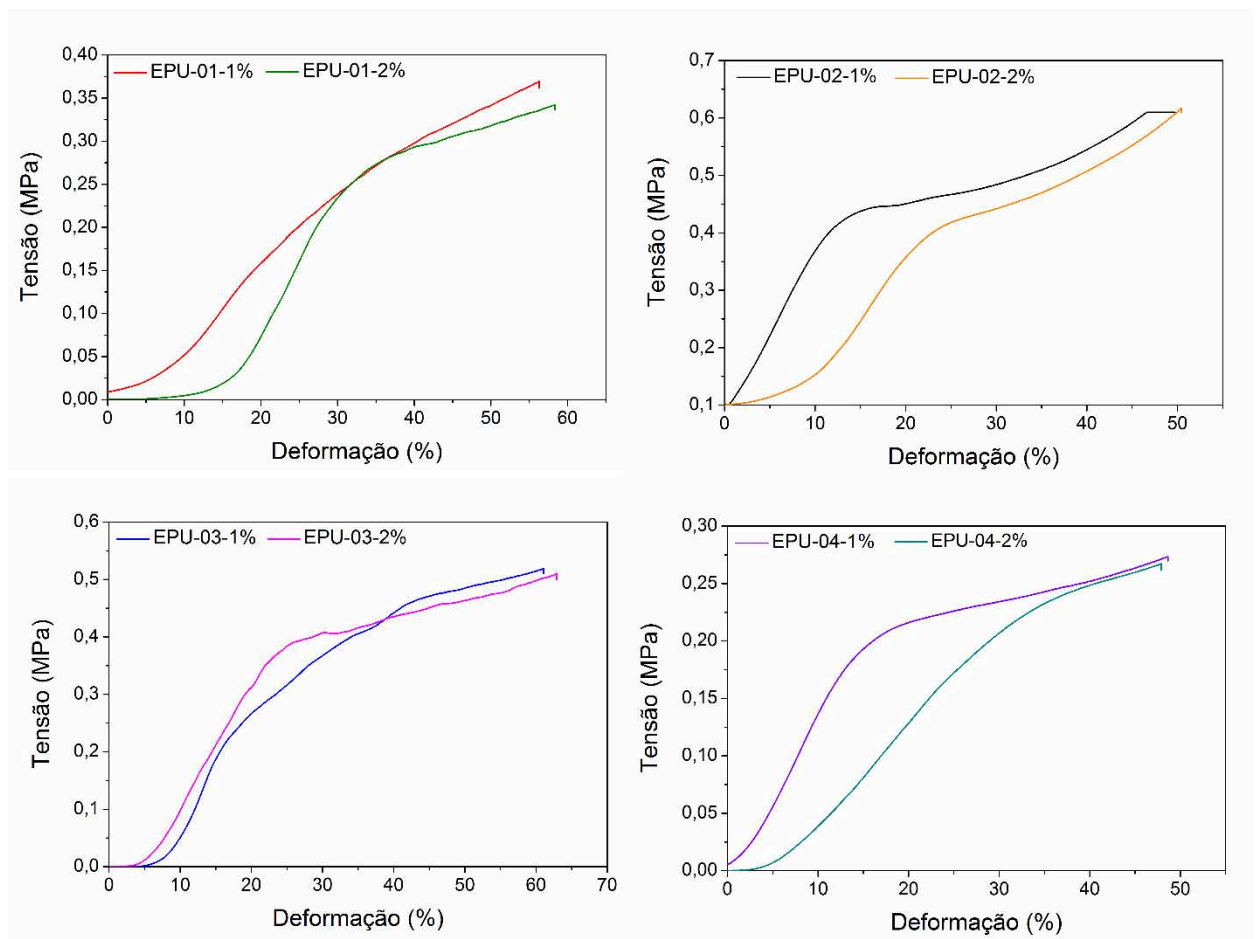 EPU-01-1% EPU-01-2%
0,40
0,35
0,30
0,25
0,20
0,15
0,10
0,05
0,00
Tensão (MPa)
0 10 20 30 40 50 60
Deformação (%)
EPU-02-1% EPU-02-2%
0,7
0,6
0,5
0,4
0,3
0,2
0,1
Tensão (MPa)
0 10 20 30 40 50
Deformação (%)
EPU-03-1% EPU-03-2%
0,6
0,5
0,4
0,3
0,2
0,1
0,0
Tensão (MPa)
0 10 20 30 40 50 60 70
Deformação (%)
EPU-04-1% EPU-04-2%
0,30
0,25
0,20
0,15
0,10
0,05
0,00
Tensão (MPa)
0 10 20 30 40 50
Deformação (%)